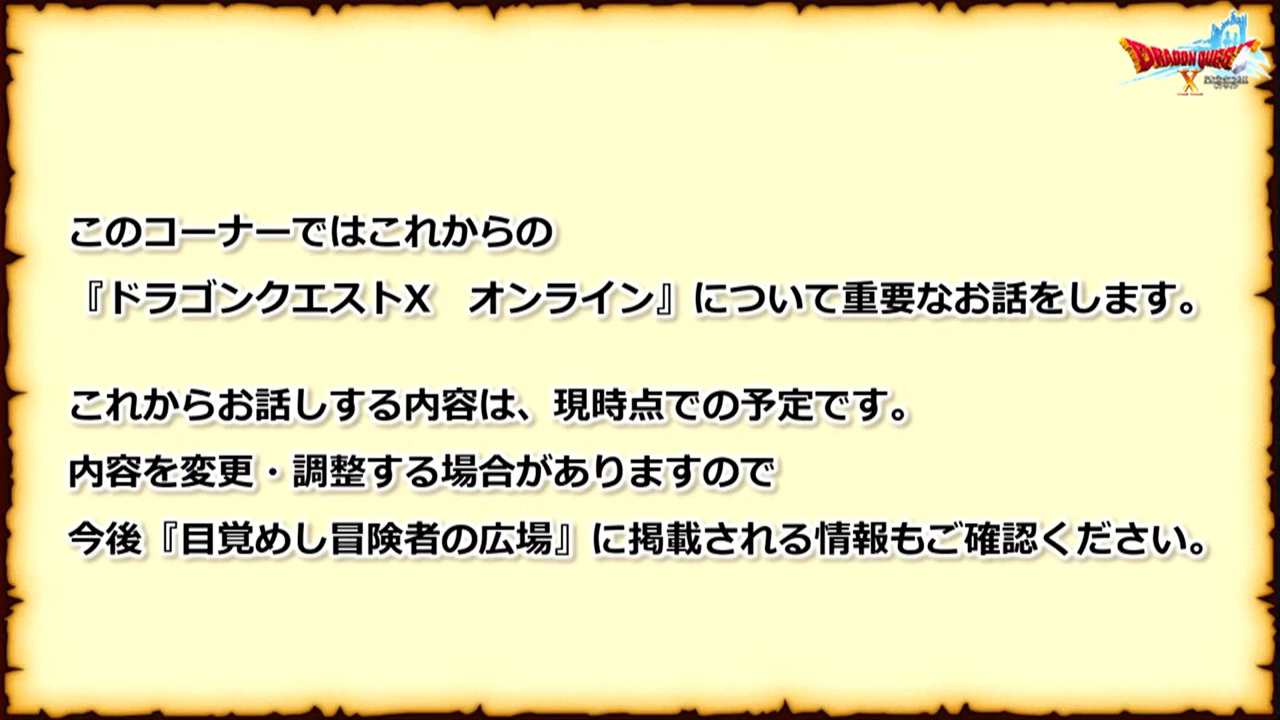 DRAGON QUEST
X
このコーナーではこれからの
『ドラゴンクエストX　オンライン』について重要なお話をします。
これからお話しする内容は、現時点での予定です。
内容を変更・調整する場合がありますので
今後『目覚めし冒険者の広場』に掲載される情報もご確認ください。